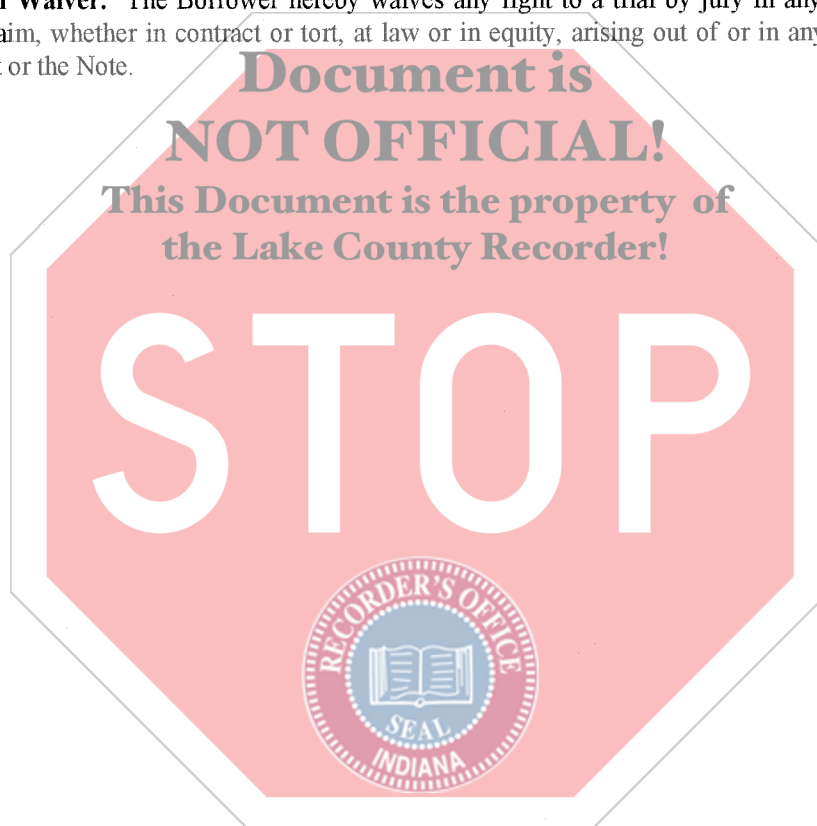 Waiver. The Borrower hereby waives any right to a trial by jury in any
aim, whether in contract or tort, at law or in equity, arising out of or in any
or the Note.
Document is
NOT OFFICIAL!
This Document is the property of
the Lake County Recorder!
STOP
RECORDER'S OFFICE
SEAL
INDIANA